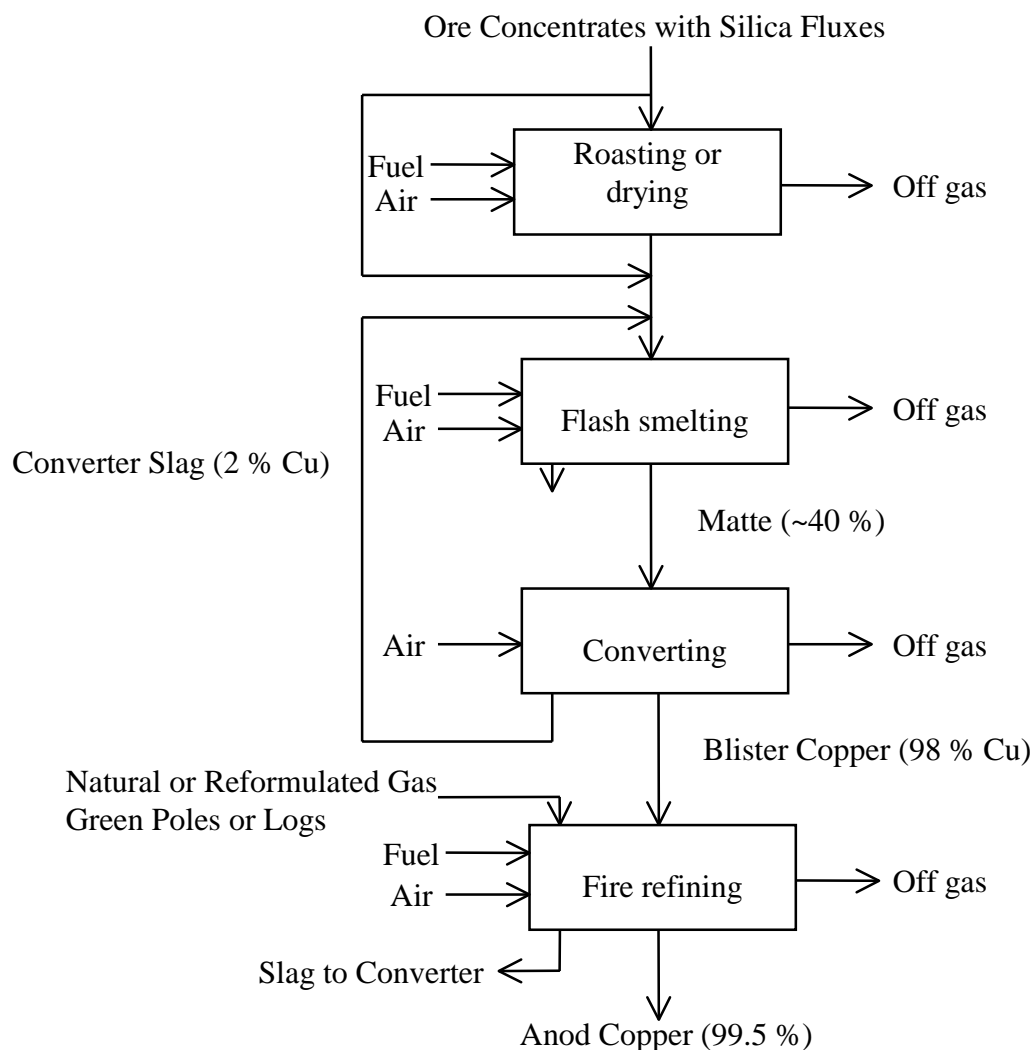 Ore Concentrates with Silica Fluxes
Roasting or
drying
Fuel
Air
Off gas
Fuel
Air
Flash smelting
Off gas
Converter Slag (2 % Cu)
Matte (~40 %)
Air
Converting
Off gas
Blister Copper (98 % Cu)
Natural or Reformulated Gas
Green Poles or Logs
Fuel
Air
Fire refining
Off gas
Slag to Converter
Anod Copper (99.5 %)